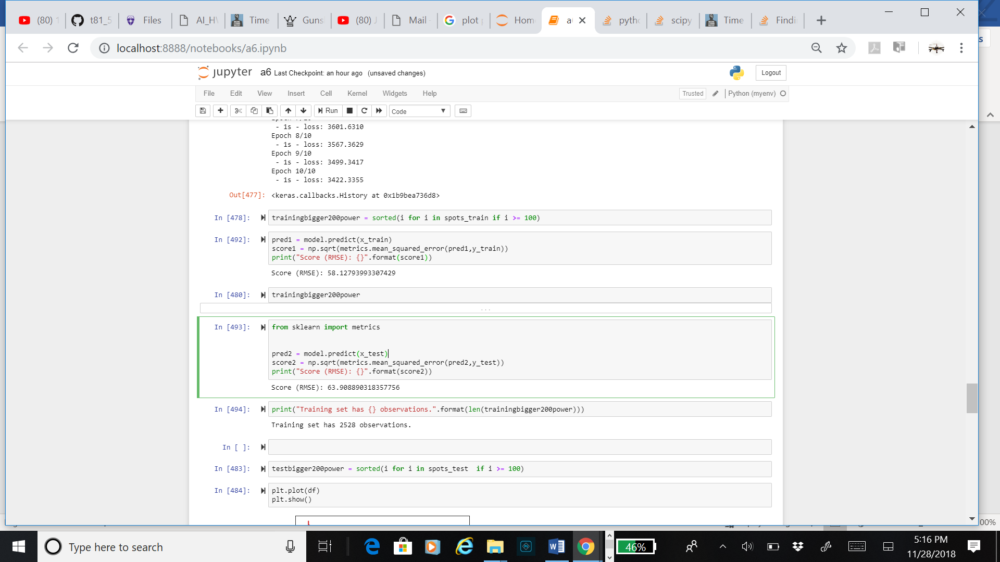 (80) 1
t81_5
Files
AI_H
Time
Guns
(80) J
Mail
plot
Hom
a
pytho
scipy
Time
Findi
localhost:8888/notebooks/a6.ipynb
s
jupyter a6 Last Checkpoint: an hour ago (unsaved changes)
Logout
File Edit View Insert Cell Kernel Widgets Help
Trusted Python (myenv)
Run Code
- 1s - loss: 3601.6310
Epoch 8/10
- 1s - loss: 3567.3629
Epoch 9/10
- 1s - loss: 3499.3417
Epoch 10/10
- 1s - loss: 3422.3355
Out[477]: <keras.callbacks.History at 0x1b9bea736d8>
In [478]: trainingbigger200power = sorted(i for i in spots_train if i >= 100)
In [492]: pred1 = model.predict(x_train)
score1 = np.sqrt(metrics.mean_squared_error(pred1,y_train))
print("Score (RMSE): {}".format(score1))
Score (RMSE): 58.12793993307429
In [480]: trainingbigger200power
...
In [493]: from sklearn import metrics
pred2 = model.predict(x_test)
score2 = np.sqrt(metrics.mean_squared_error(pred2,y_test))
print("Score (RMSE): {}".format(score2))
Score (RMSE): 63.908890318357756
In [494]: print("Training set has {} observations.".format(len(trainingbigger200power)))
Training set has 2528 observations.
In [ ]:
In [483]: testbigger200power = sorted(i for i in spots_test  if i >= 100)
In [484]: plt.plot(df)
plt.show()
00%
Type here to search
46%
5:16 PM
11/28/2018